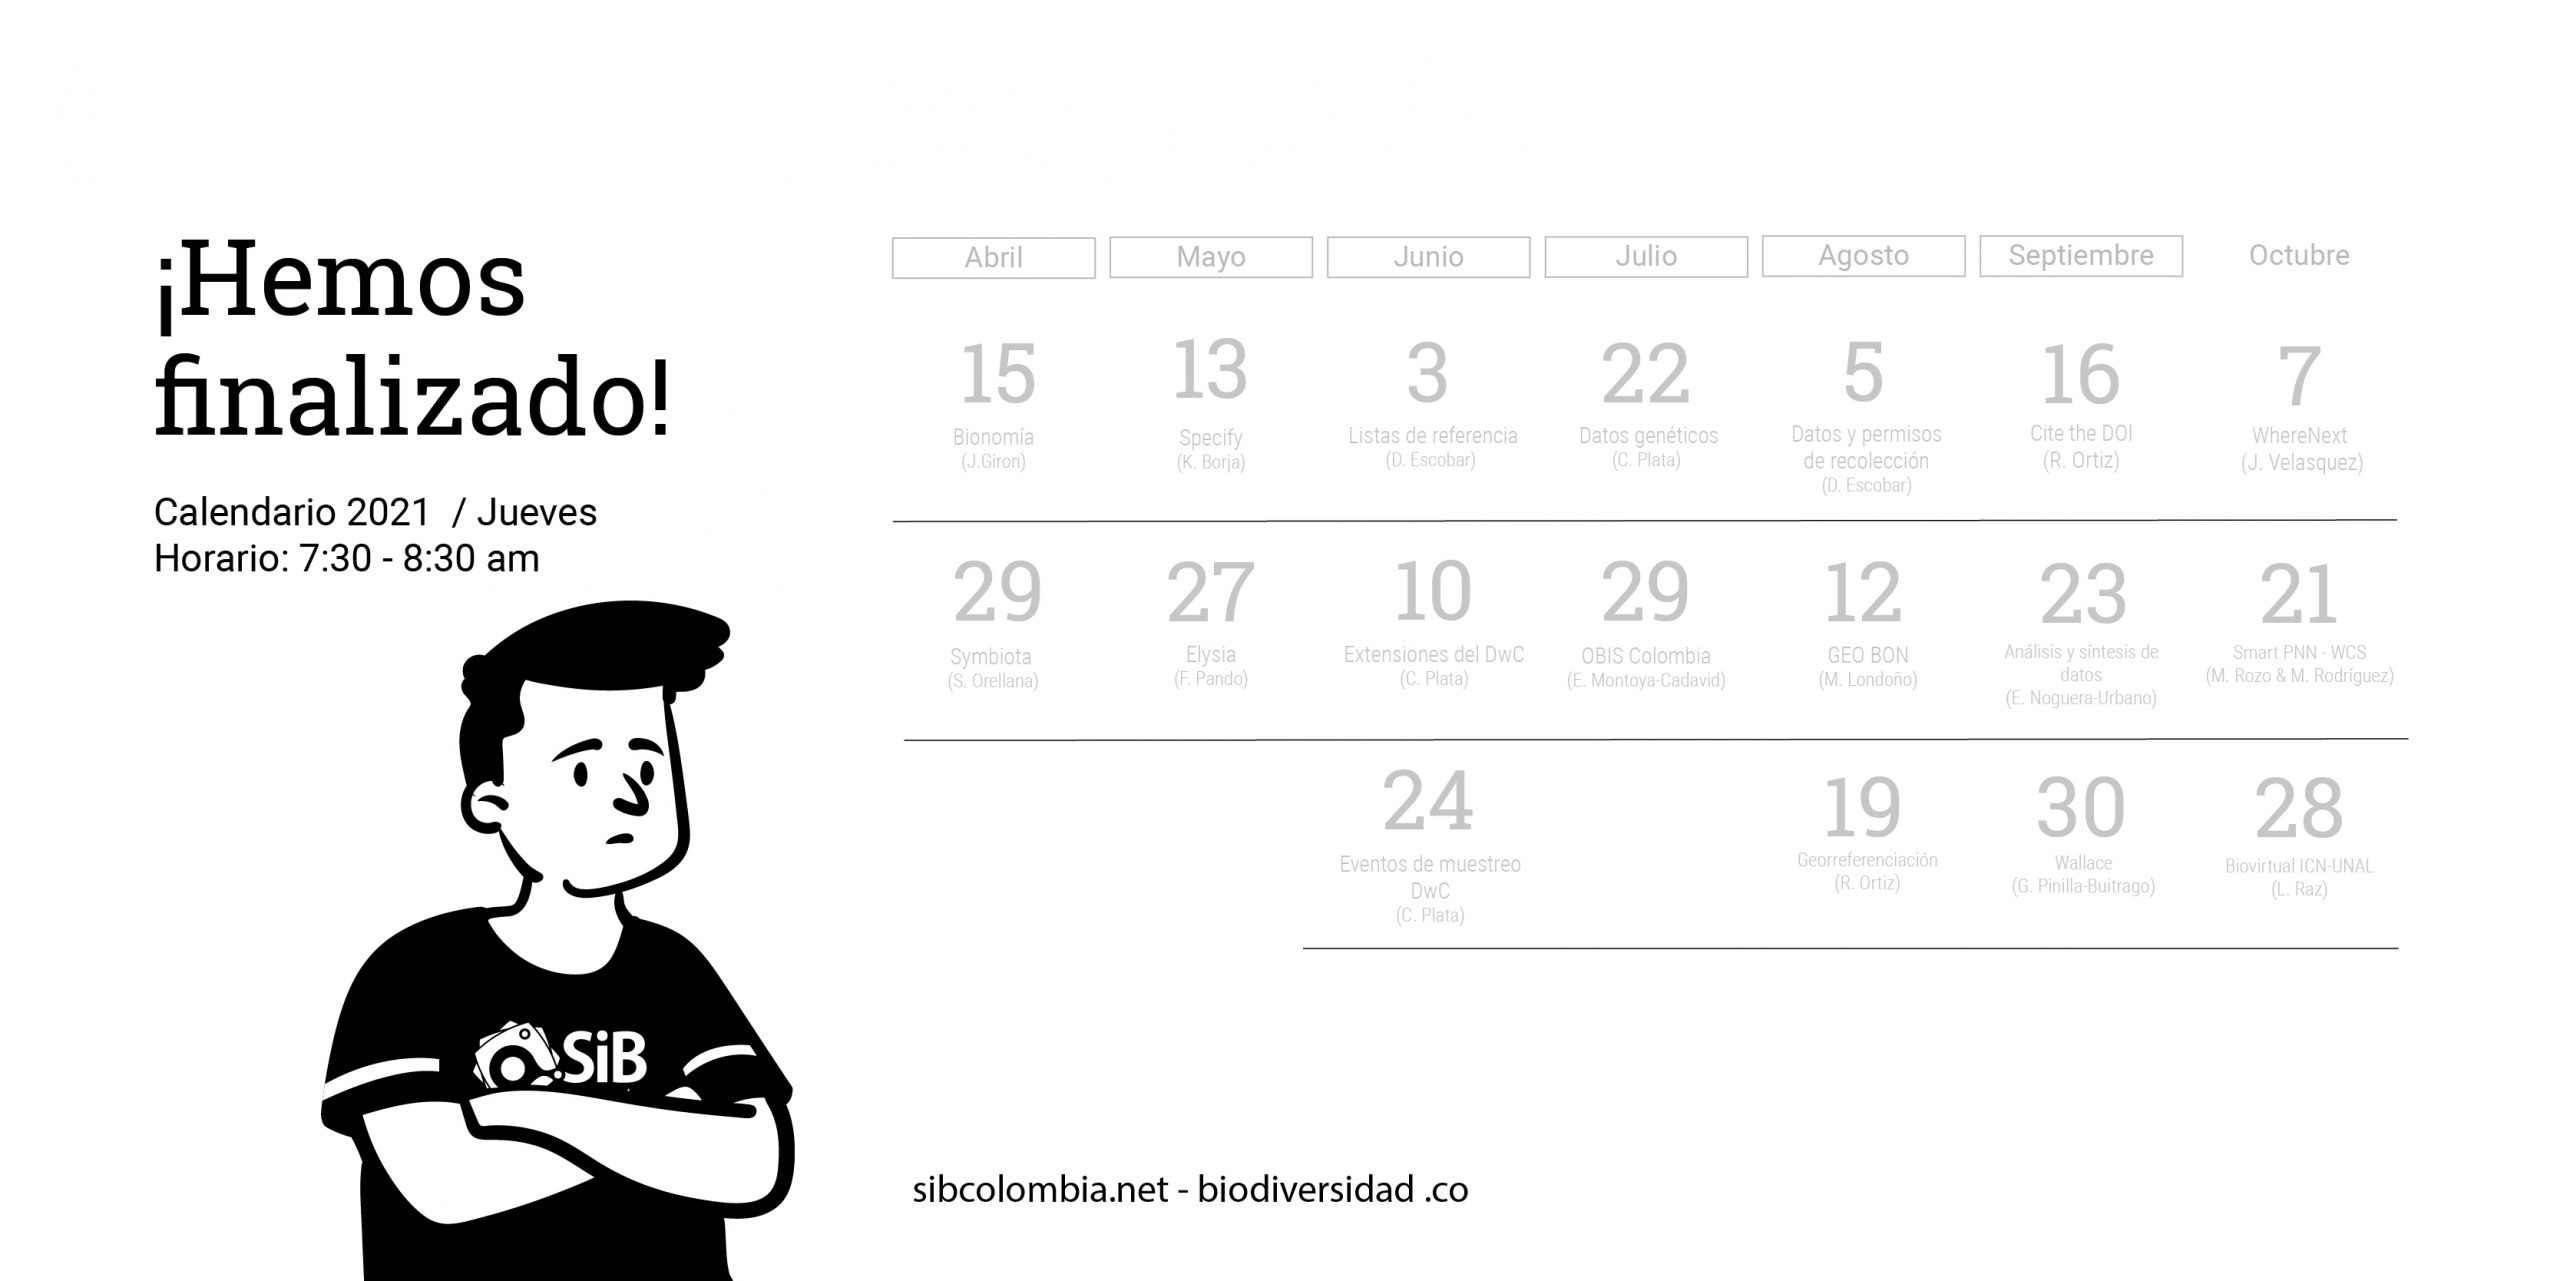 ¡Hemos
finalizado!
Calendario 2021 / Jueves
Horario: 7:30 - 8:30 am
SiB
Abril
Mayo
Junio
Julio
Agosto
Septiembre
Octubre
15
Bionomía
(J.Giron)
13
Specify
(K. Borja)
3
Listas de referencia
(D. Escobar)
22
Datos genéticos
(C. Plata)
5
Datos y permisos
de recolección
(D. Escobar)
16
Cite the DOI
(R. Ortiz)
7
WhereNext
(J. Velasquez)
29
Symbiota
(S. Orellana)
27
Elysia
(F. Pando)
10
Extensiones del DwC
(C. Plata)
29
OBIS Colombia
(E. Montoya-Cadavid)
12
GEO BON
(M. Londoño)
23
Análisis y síntesis de
datos
(E. Noguera-Urbano)
21
Smart PNN - WCS
(M. Rozo & M. Rodríguez)
24
Eventos de muestreo
DwC
(C. Plata)
19
Georreferenciación
(R. Ortiz)
30
Wallace
(G. Pinilla-Buitrago)
28
Biovirtual ICN-UNAL
(L. Raz)
sibcolombia.net - biodiversidad .co